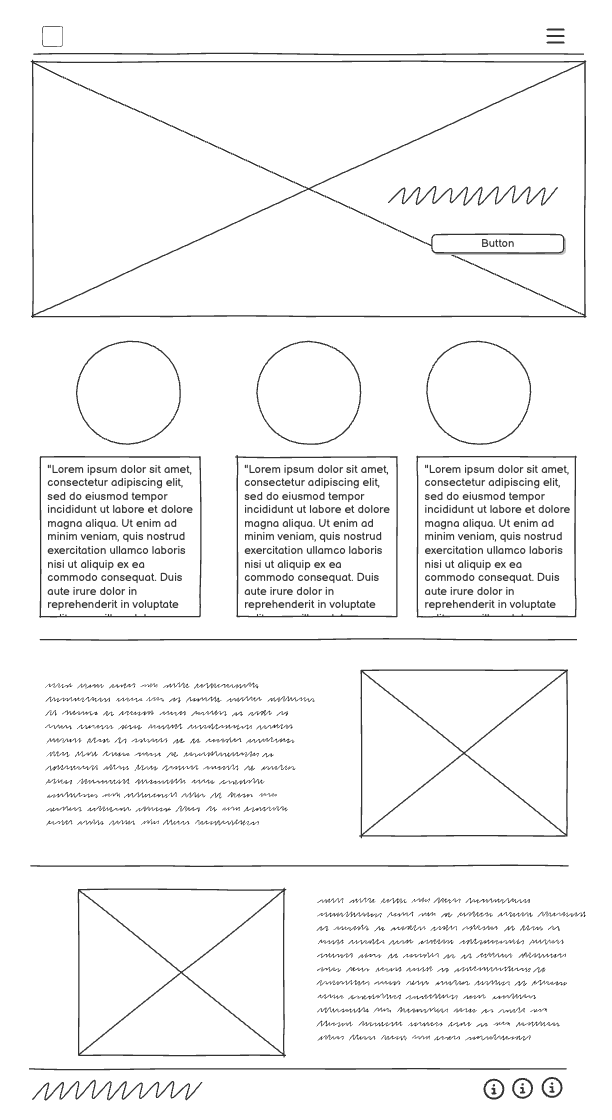 Button
"Lorem ipsum dolor sit amet,
consectetur adipiscing elit,
sed do eiusmod tempor
incididunt ut labore et dolore
magna aliqua. Ut enim ad
minim veniam, quis nostrud
exercitation ullamco laboris
nisi ut aliquip ex ea
commodo consequat. Duis
aute irure dolor in
reprehenderit in voluptate
"Lorem ipsum dolor sit amet,
consectetur adipiscing elit,
sed do eiusmod tempor
incididunt ut labore et dolore
magna aliqua. Ut enim ad
minim veniam, quis nostrud
exercitation ullamco laboris
nisi ut aliquip ex ea
commodo consequat. Duis
aute irure dolor in
reprehenderit in voluptate
"Lorem ipsum dolor sit amet,
consectetur adipiscing elit,
sed do eiusmod tempor
incididunt ut labore et dolore
magna aliqua. Ut enim ad
minim veniam, quis nostrud
exercitation ullamco laboris
nisi ut aliquip ex ea
commodo consequat. Duis
aute irure dolor in
reprehenderit in voluptate